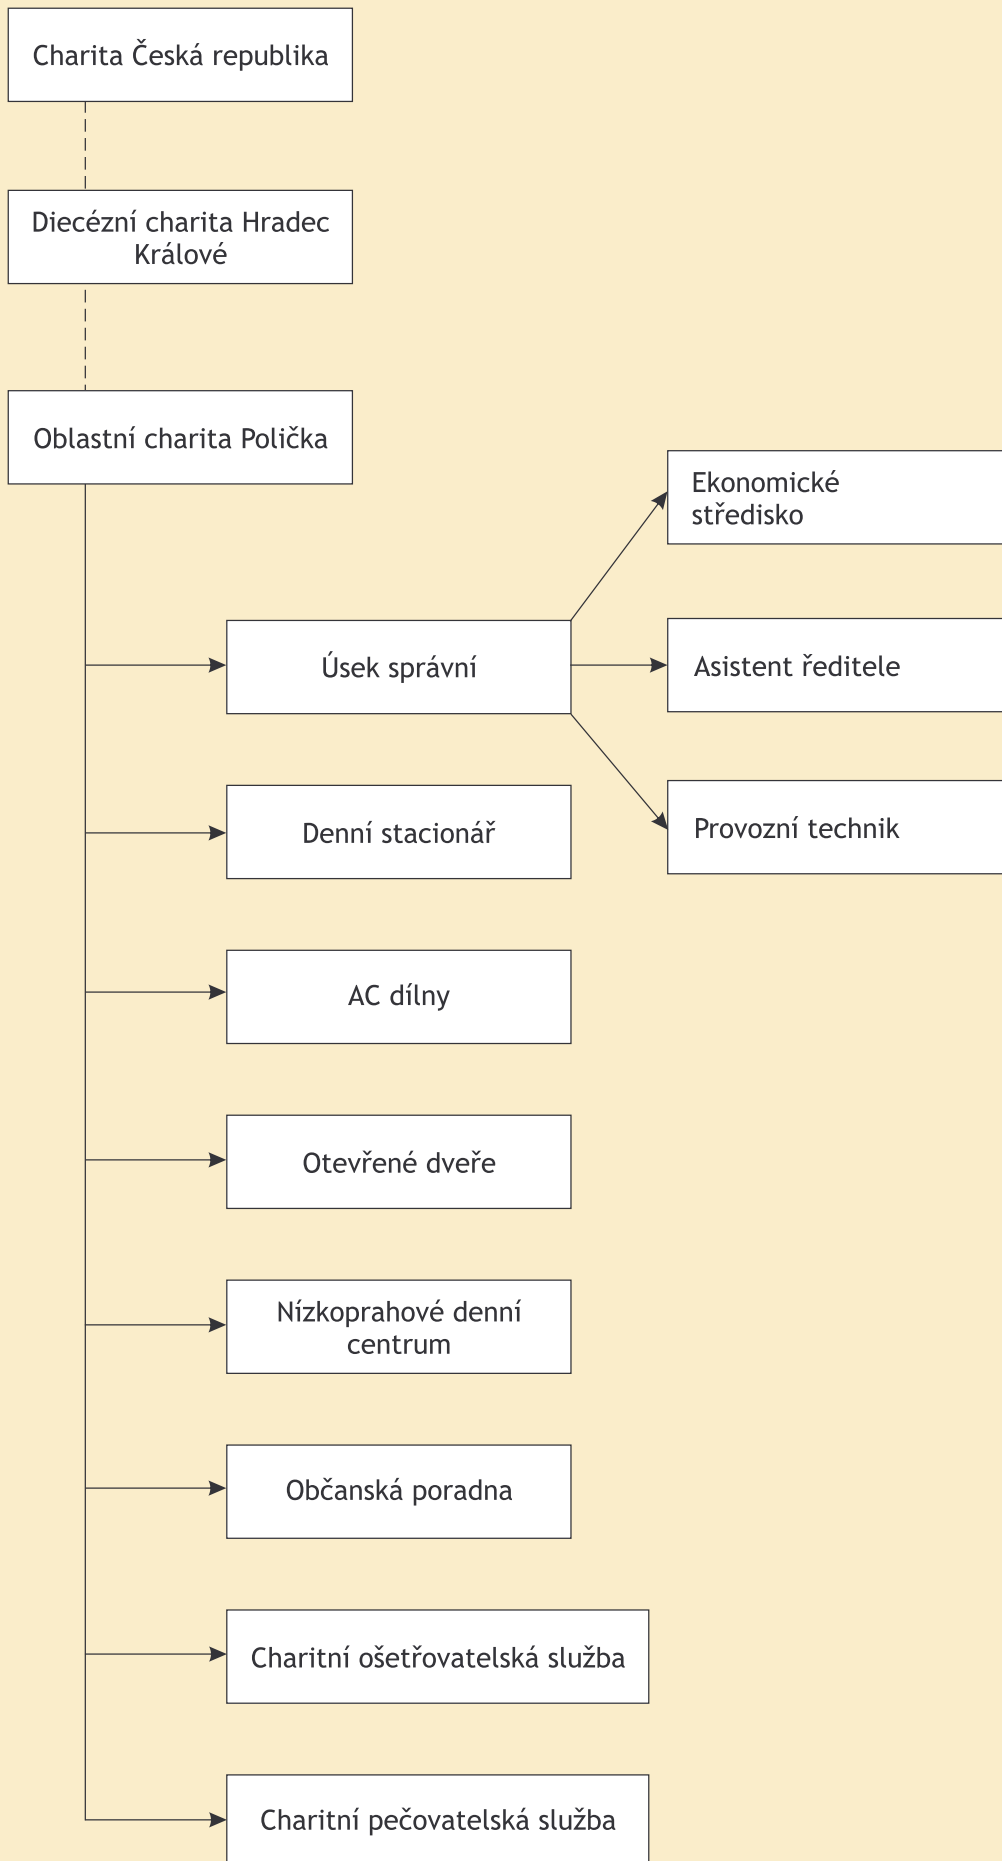 Charita Česká republika
Diecézní charita Hradec
Králové
Oblastní charita Polička
Ekonomické
středisko
Úsek správní
Asistent ředitele
Provozní technik
Denní stacionář
AC dílny
Otevřené dveře
Nízkoprahové denní
centrum
Občanská poradna
Charitní ošetřovatelská služba
Charitní pečovatelská služba